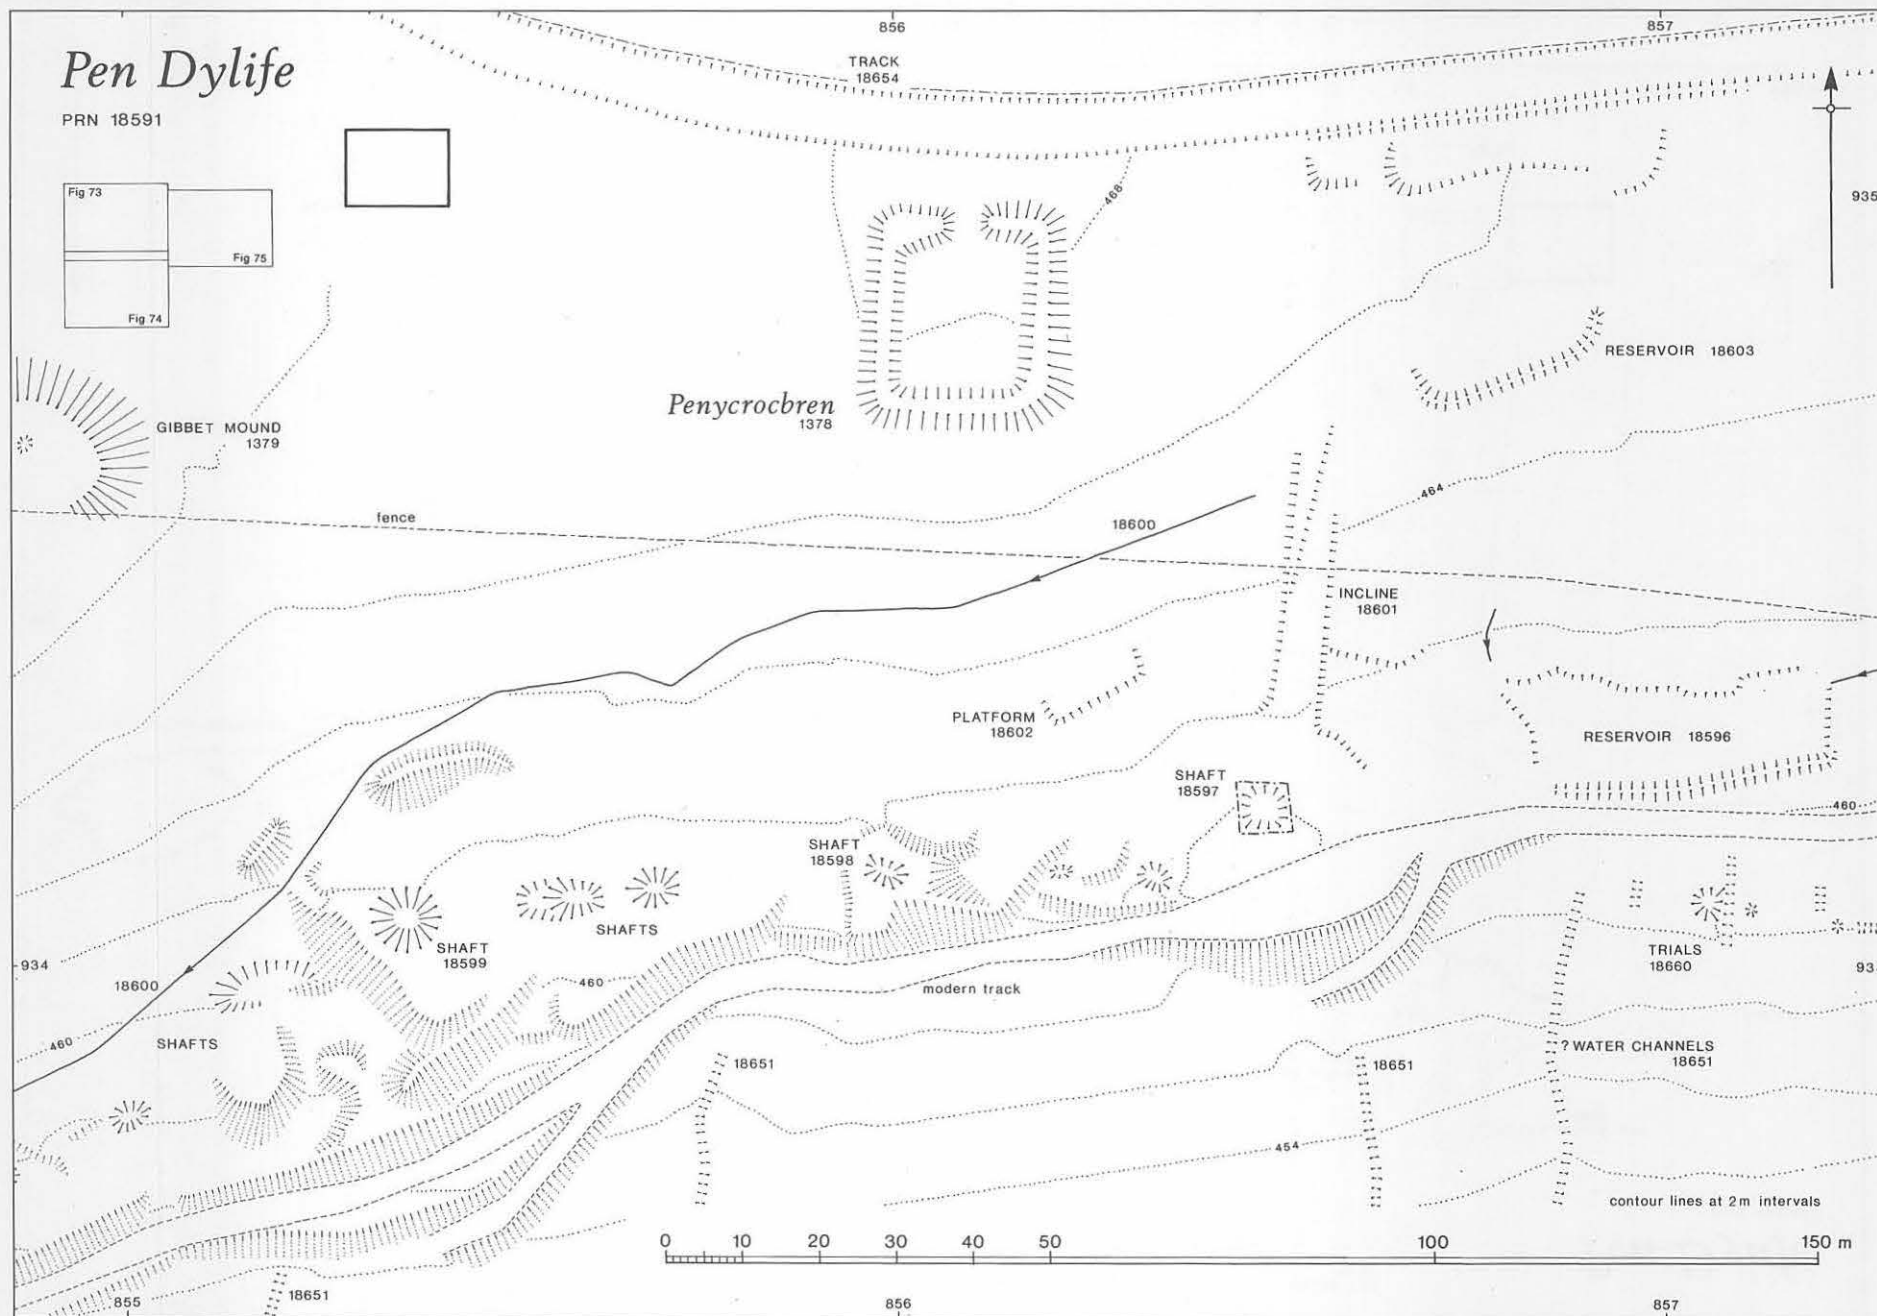 856
857
Pen Dylife
PRN 18591
TRACK
18654
Fig 73
Fig 75
Fig 74
468
935
RESERVOIR 18603
Penycrocbren
1378
GIBBET MOUND
1379
fence
464
18600
INCLINE
18601
PLATFORM
18602
RESERVOIR 18596
SHAFT
18597
460
SHAFT
18598
SHAFTS
SHAFT
18599
TRIALS
18660
934
93
18600
460
modern track
460
SHAFTS
? WATER CHANNELS
18651
18651
18651
454
contour lines at 2m intervals
0 10 20 30 40 50 100 150 m
18651
855
856
857